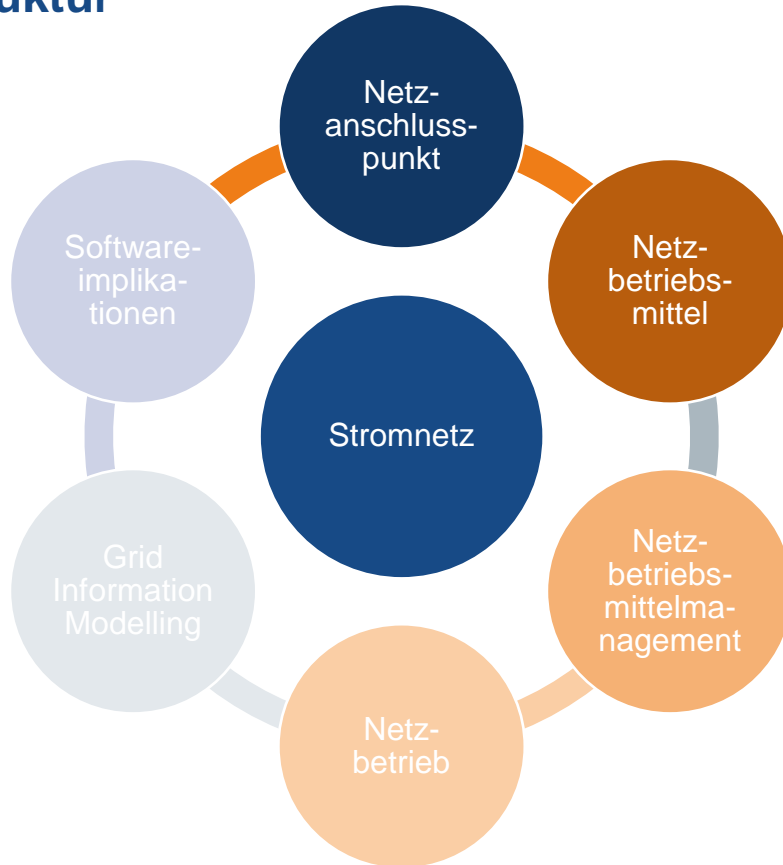 Netz-
anschluss-
punkt
Netz-
betriebs-
mittel
Netz-
betriebs-
mittelma-
nagement
Netz-
betrieb
Grid
Information
Modelling
Software-
implika-
tionen
Stromnetz